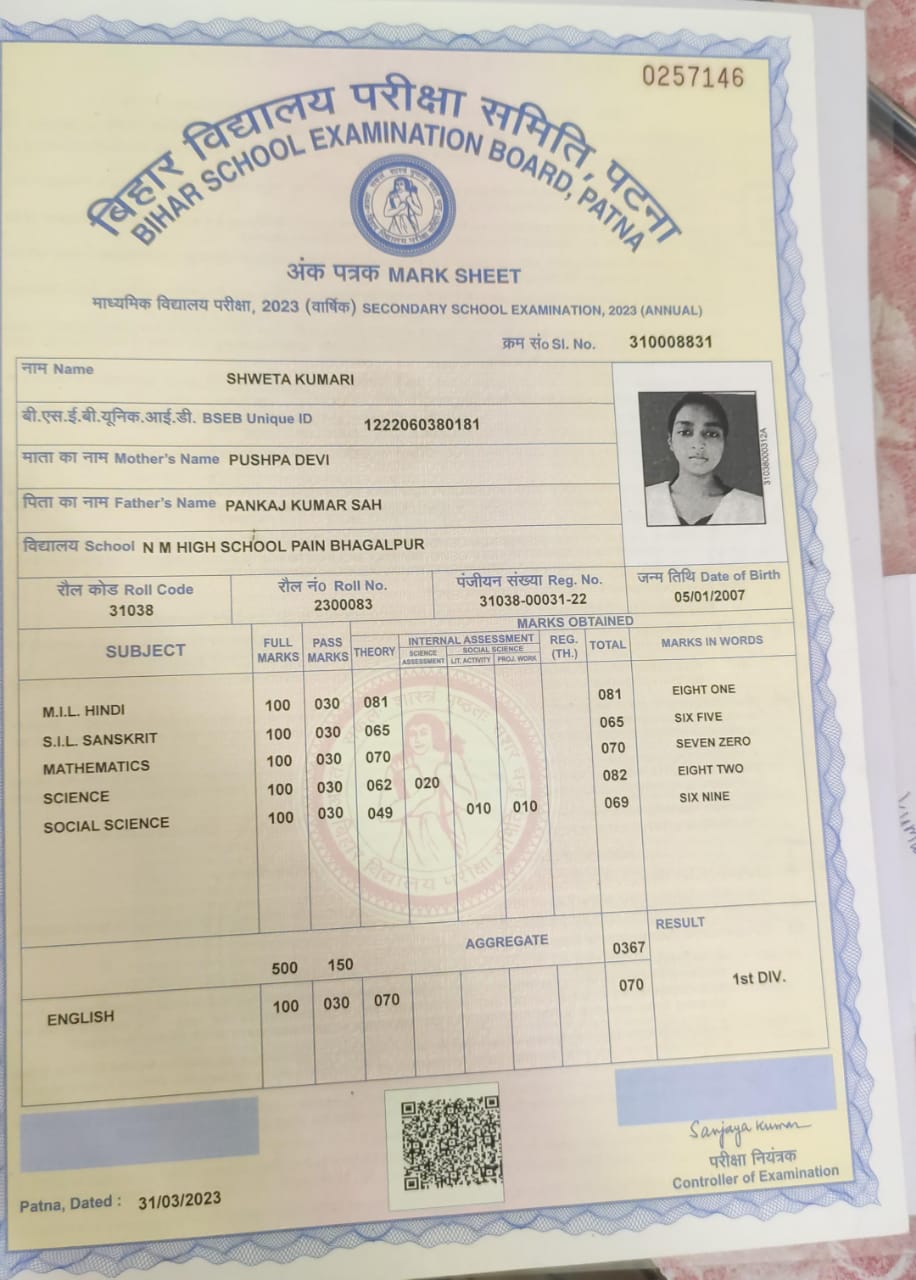 0257146
बिहार विद्यालय परीक्षा समिति, पटना
BIHAR SCHOOL EXAMINATION BOARD, PATNA
अंक पत्रक MARK SHEET
माध्यमिक विद्यालय परीक्षा, 2023 (वार्षिक) SECONDARY SCHOOL EXAMINATION, 2023 (ANNUAL)
क्रम सं० Sl. No. 310008831
नाम Name SHWETA KUMARI
बी.एस.ई.बी.यूनिक.आई.डी. BSEB Unique ID 1222060380181
माता का नाम Mother's Name PUSHPA DEVI
पिता का नाम Father's Name PANKAJ KUMAR SAH
विद्यालय School N M HIGH SCHOOL PAIN BHAGALPUR
31038000312A
रौल कोड Roll Code रौल नं० Roll No. पंजीयन संख्या Reg. No. जन्म तिथि Date of Birth
31038 2300083 31038-00031-22 05/01/2007
MARKS OBTAINED
SUBJECT FULL MARKS PASS MARKS THEORY INTERNAL ASSESSMENT REG. (TH.) TOTAL MARKS IN WORDS
SCIENCE ASSESSMENT SOCIAL SCIENCE LIT. ACTIVITY PROJ. WORK
M.I.L. HINDI 100 030 081 081 EIGHT ONE
S.I.L. SANSKRIT 100 030 065 065 SIX FIVE
MATHEMATICS 100 030 070 070 SEVEN ZERO
SCIENCE 100 030 062 020 082 EIGHT TWO
SOCIAL SCIENCE 100 030 049 010 010 069 SIX NINE
500 150 AGGREGATE 0367 RESULT
ENGLISH 100 030 070 070 1st DIV.
Sanjaya Kumar
परीक्षा नियंत्रक
Controller of Examination
Patna, Dated : 31/03/2023